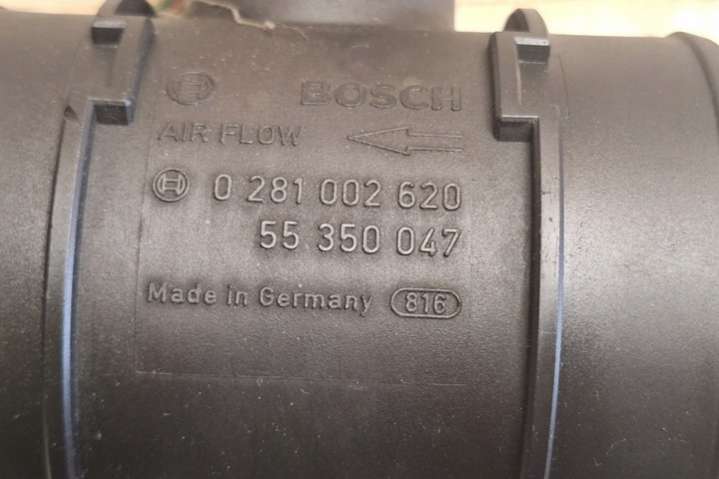 BOSCH
AIR FLOW
0 281 002 620
55 350 047
Made in Germany 816